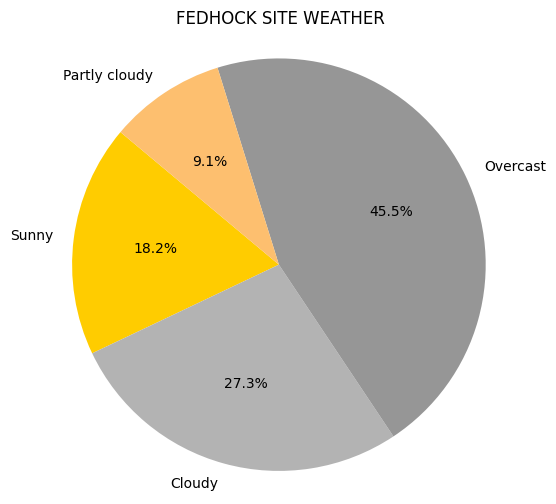 FEDHOCK SITE WEATHER
Partly cloudy
9.1%
Overcast
45.5%
Sunny
18.2%
27.3%
Cloudy